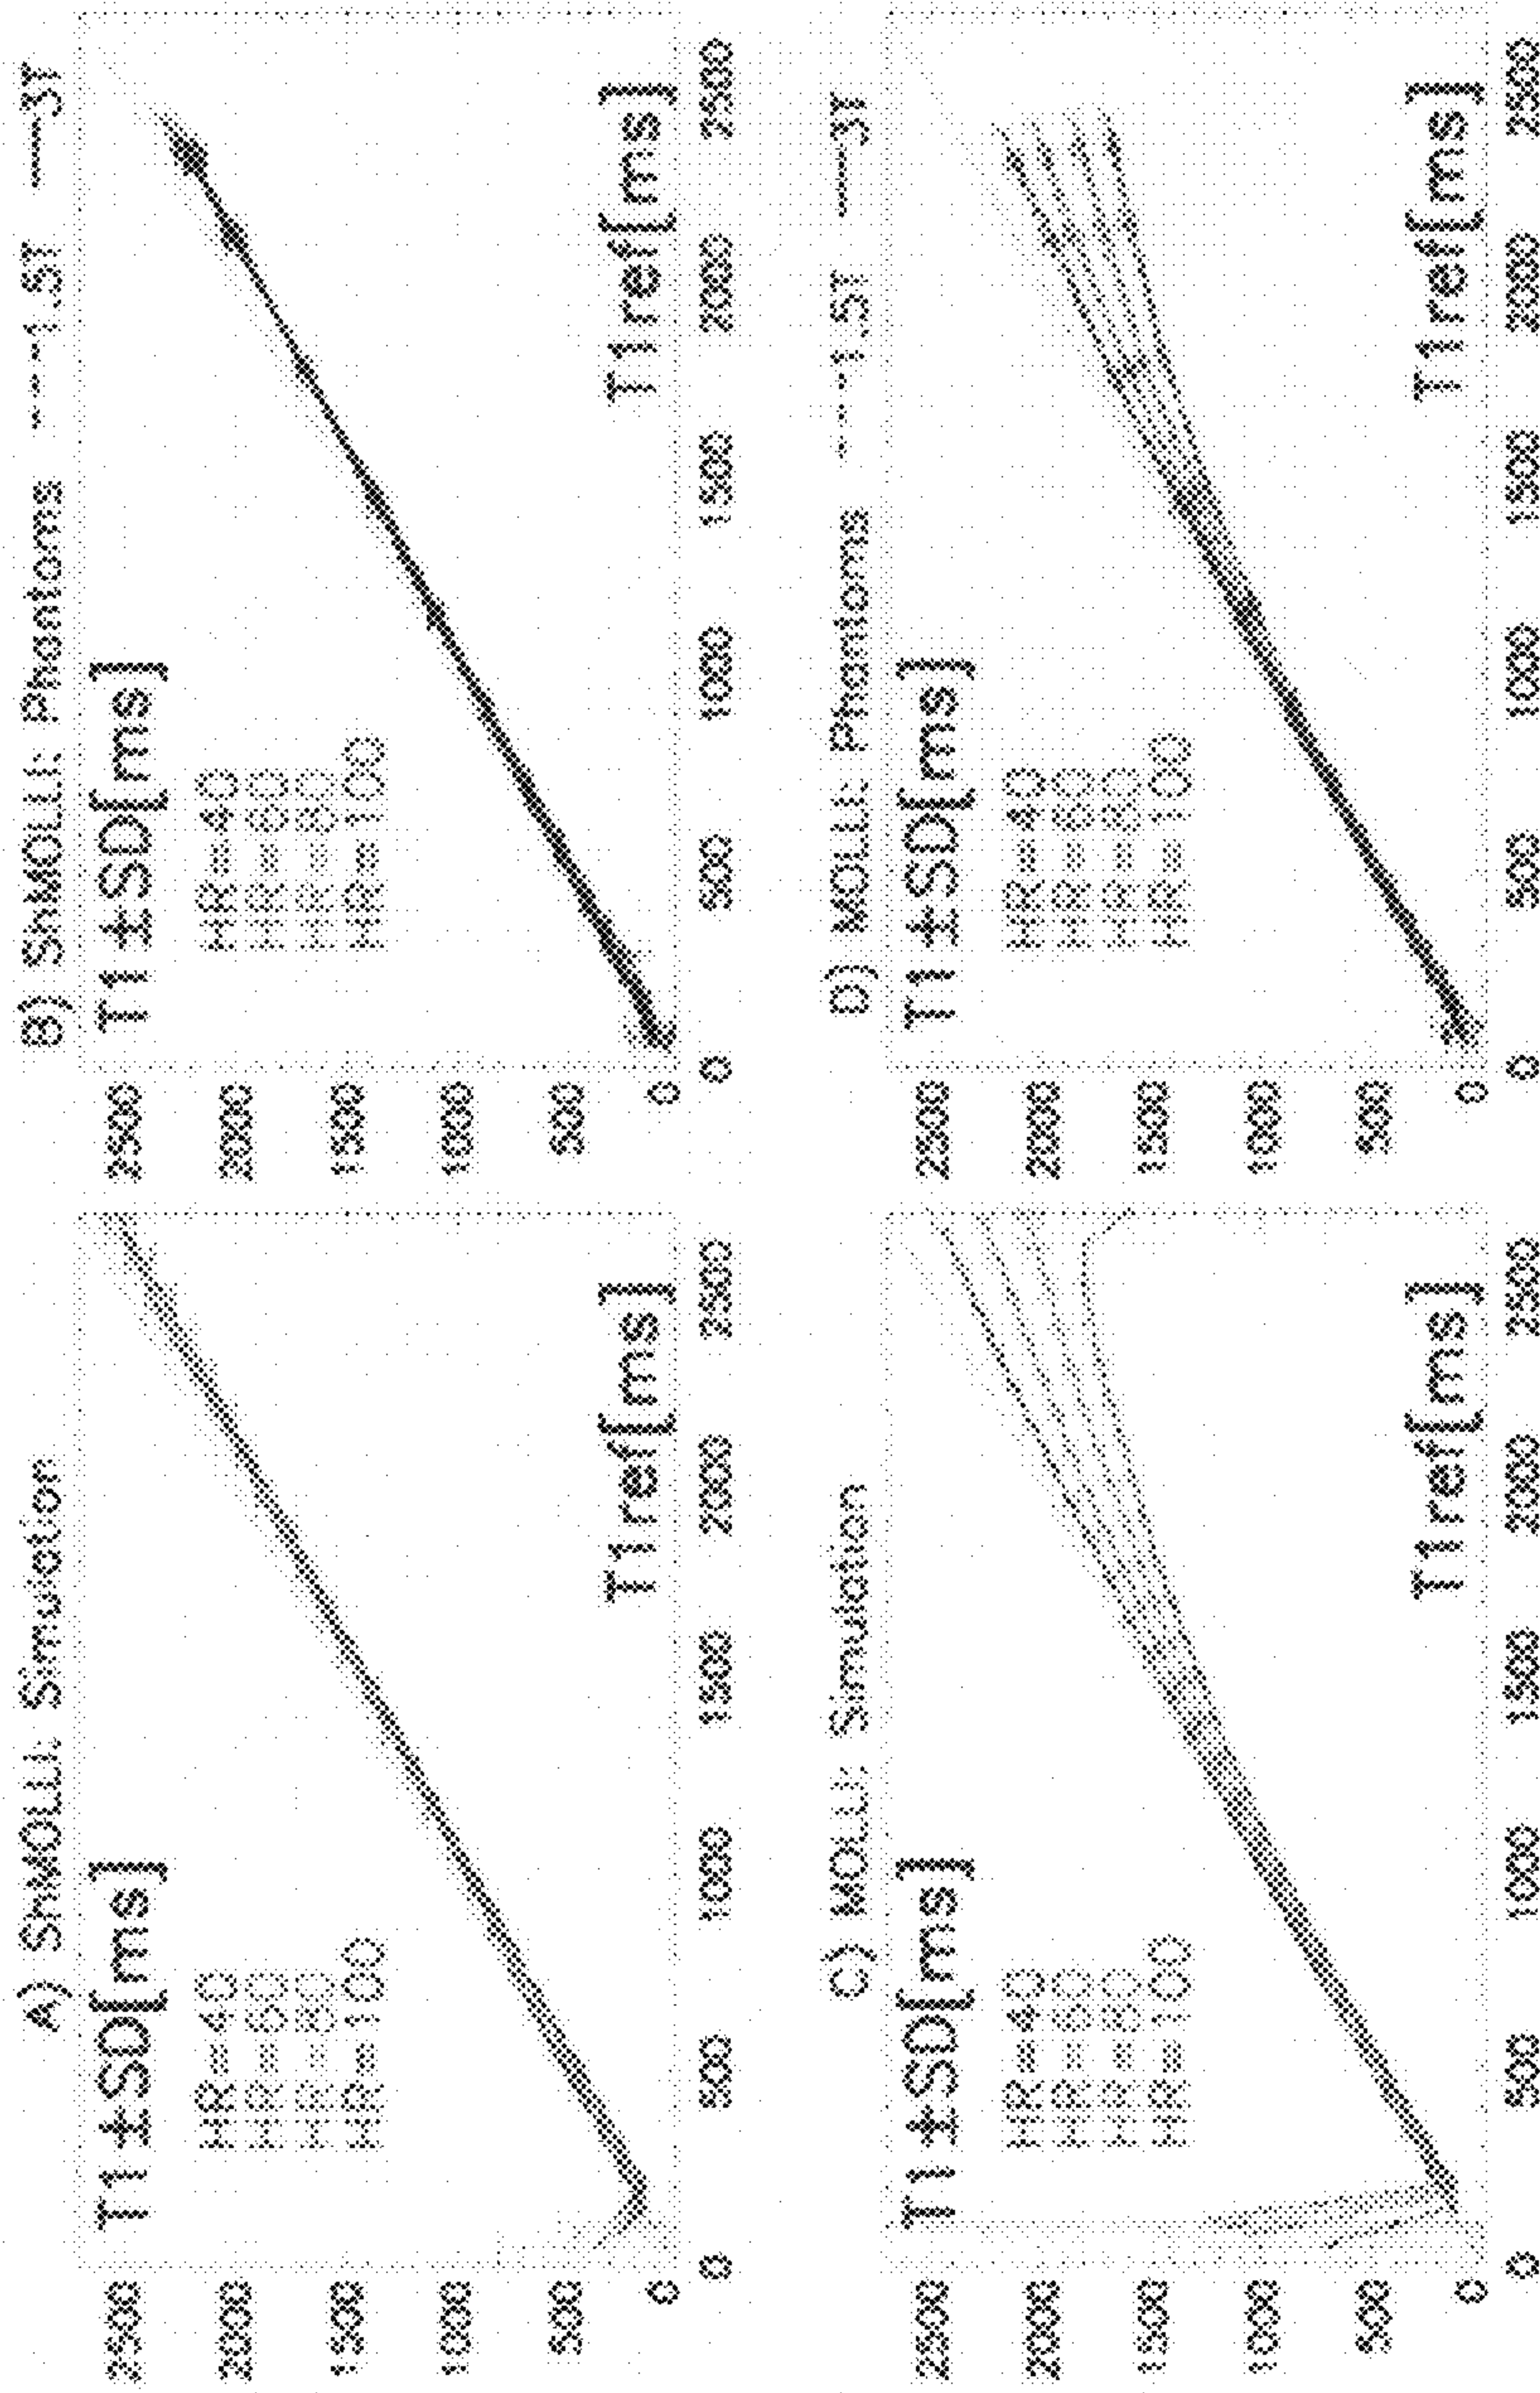 A) ShMOLLI: Simulation
T1±SD[ms]
HR=40
HR=60
HR=80
HR=100
2500
2000
1500
1000
500
0
T1ref[ms]
0 500 1000 1500 2000 2500
B) ShMOLLI: Phantoms ----1.5T —3T
T1±SD[ms]
HR=40
HR=60
HR=80
HR=100
2500
2000
1500
1000
500
0
T1ref[ms]
0 500 1000 1500 2000 2500
C) MOLLI: Simulation
T1±SD[ms]
HR=40
HR=60
HR=80
HR=100
2500
2000
1500
1000
500
0
T1ref[ms]
0 500 1000 1500 2000 2500
D) MOLLI: Phantoms ----1.5T —3T
T1±SD[ms]
HR=40
HR=60
HR=80
HR=100
2500
2000
1500
1000
500
0
T1ref[ms]
0 500 1000 1500 2000 2500